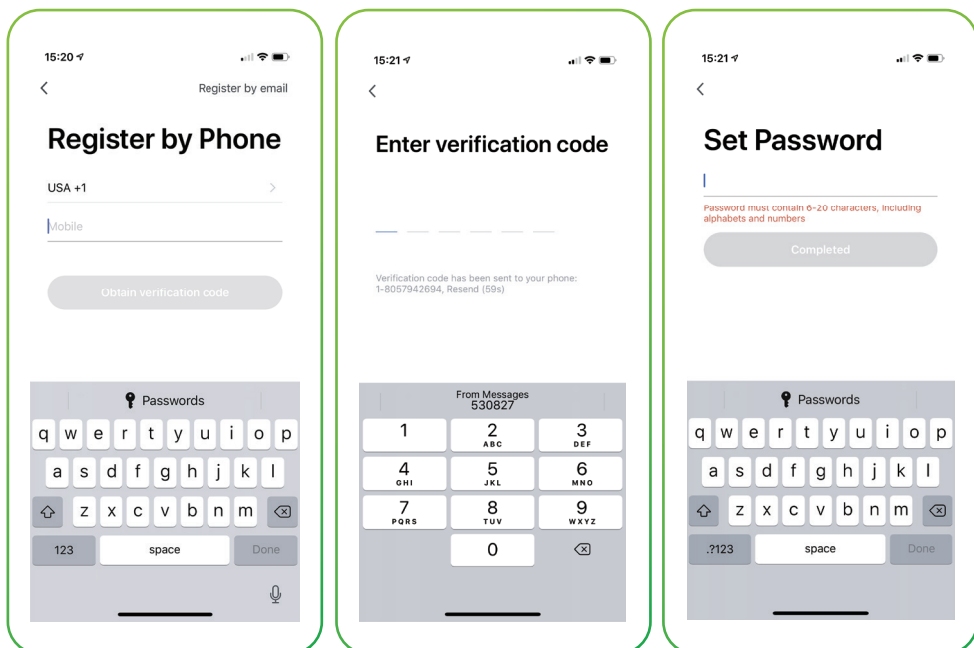 15:20
Register by email
Register by Phone
USA +1
Mobile
Obtain verification code
Passwords
q w e r t y u i o p
a s d f g h j k l
z x c v b n m
123 space Done
15:21
Enter verification code
Verification code has been sent to your phone:
1-8057942694, Resend (59s)
From Messages
530827
1 2 3
ABC DEF
4 5 6
GHI JKL MNO
7 8 9
PQRS TUV WXYZ
0
15:21
Set Password
Password must contain 6-20 characters, including
alphabets and numbers
Completed
Passwords
q w e r t y u i o p
a s d f g h j k l
z x c v b n m
.?123 space Done